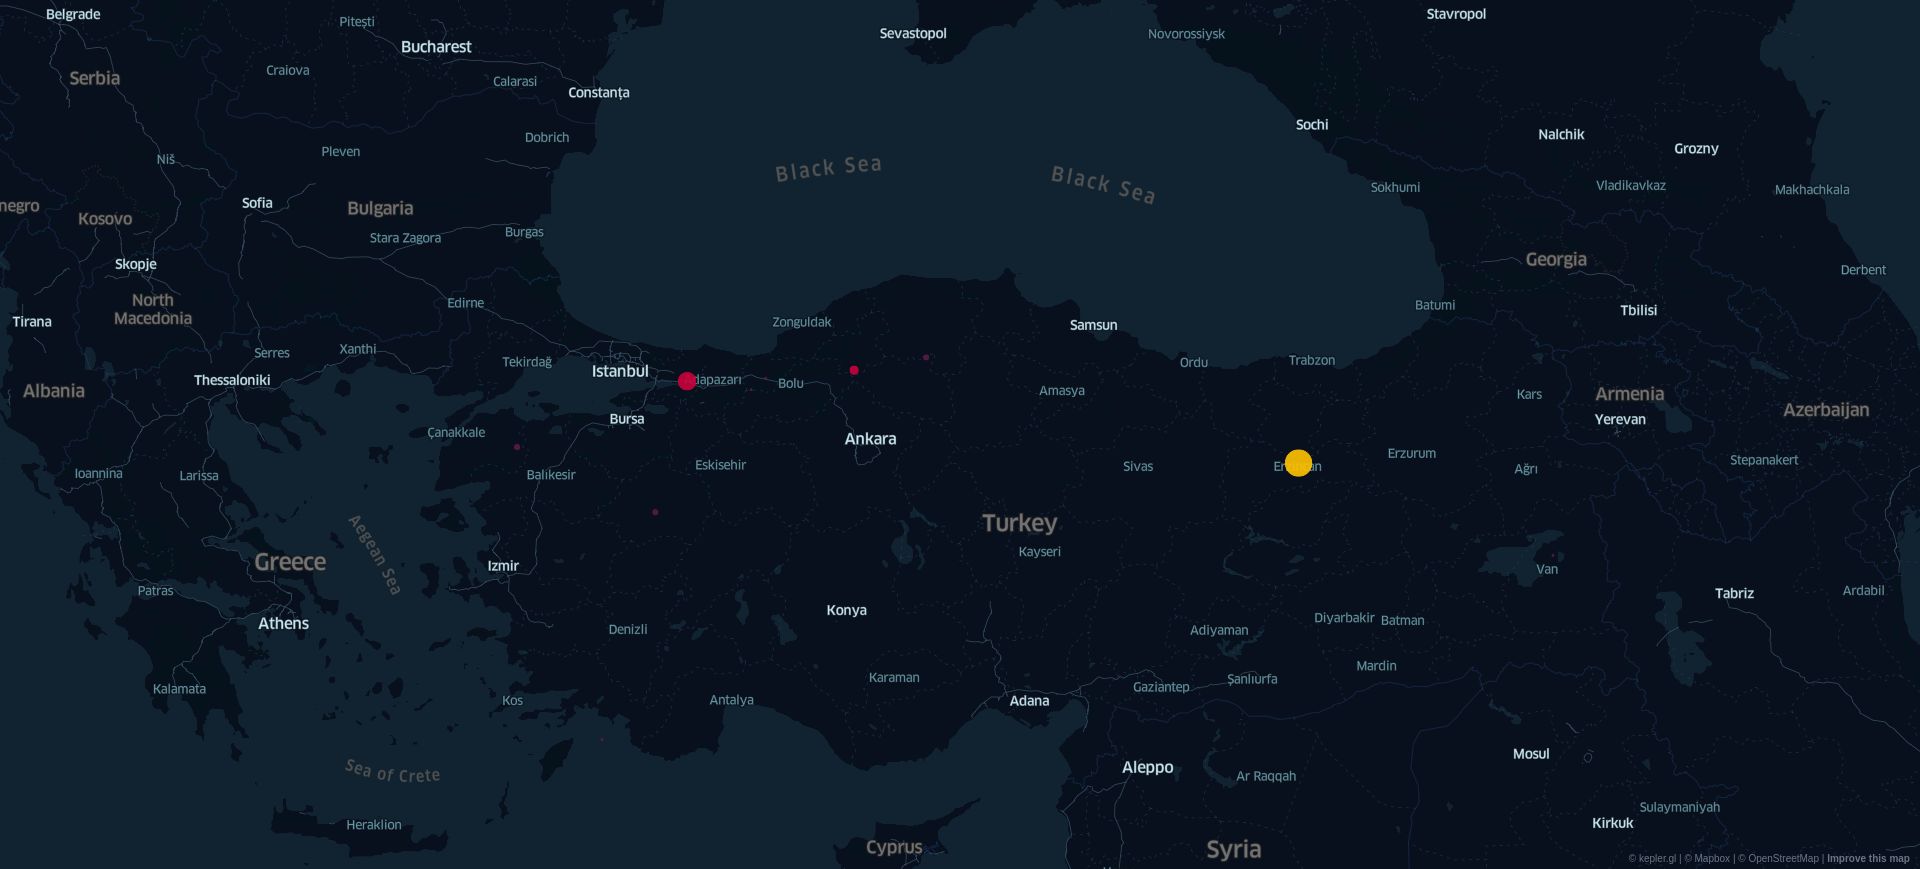 Belgrade
Pitești
Bucharest
Sevastopol
Novorossiysk
Stavropol
Serbia
Craiova
Calarasi
Constanța
Sochi
Nalchik
Grozny
Dobrich
Pleven
Niš
Black Sea
Black Sea
Sokhumi
Vladikavkaz
Makhachkala
negro
Kosovo
Sofia
Bulgaria
Stara Zagora
Burgas
Skopje
Georgia
Derbent
North
Macedonia
Edirne
Batumi
Tbilisi
Tirana
Zonguldak
Samsun
Serres
Xanthi
Tekirdağ
Istanbul
Ordu
Trabzon
Thessaloniki
dapazarı
Bolu
Albania
Amasya
Kars
Armenia
Azerbaijan
Bursa
Yerevan
Çanakkale
Ankara
Erzurum
Stepanakert
Ioannina
Larissa
Balıkesir
Eskisehir
Sivas
Erzincan
Ağrı
Aegean Sea
Turkey
Kayseri
Greece
Izmir
Van
Patras
Tabriz
Ardabil
Athens
Konya
Denizli
Adiyaman
Diyarbakir
Batman
Mardin
Kalamata
Kos
Antalya
Karaman
Adana
Gaziantep
Şanlıurfa
Sea of Crete
Aleppo
Ar Raqqah
Mosul
Heraklion
Cyprus
Syria
Sulaymaniyah
Kirkuk
© kepler.gl | © Mapbox | © OpenStreetMap | Improve this map